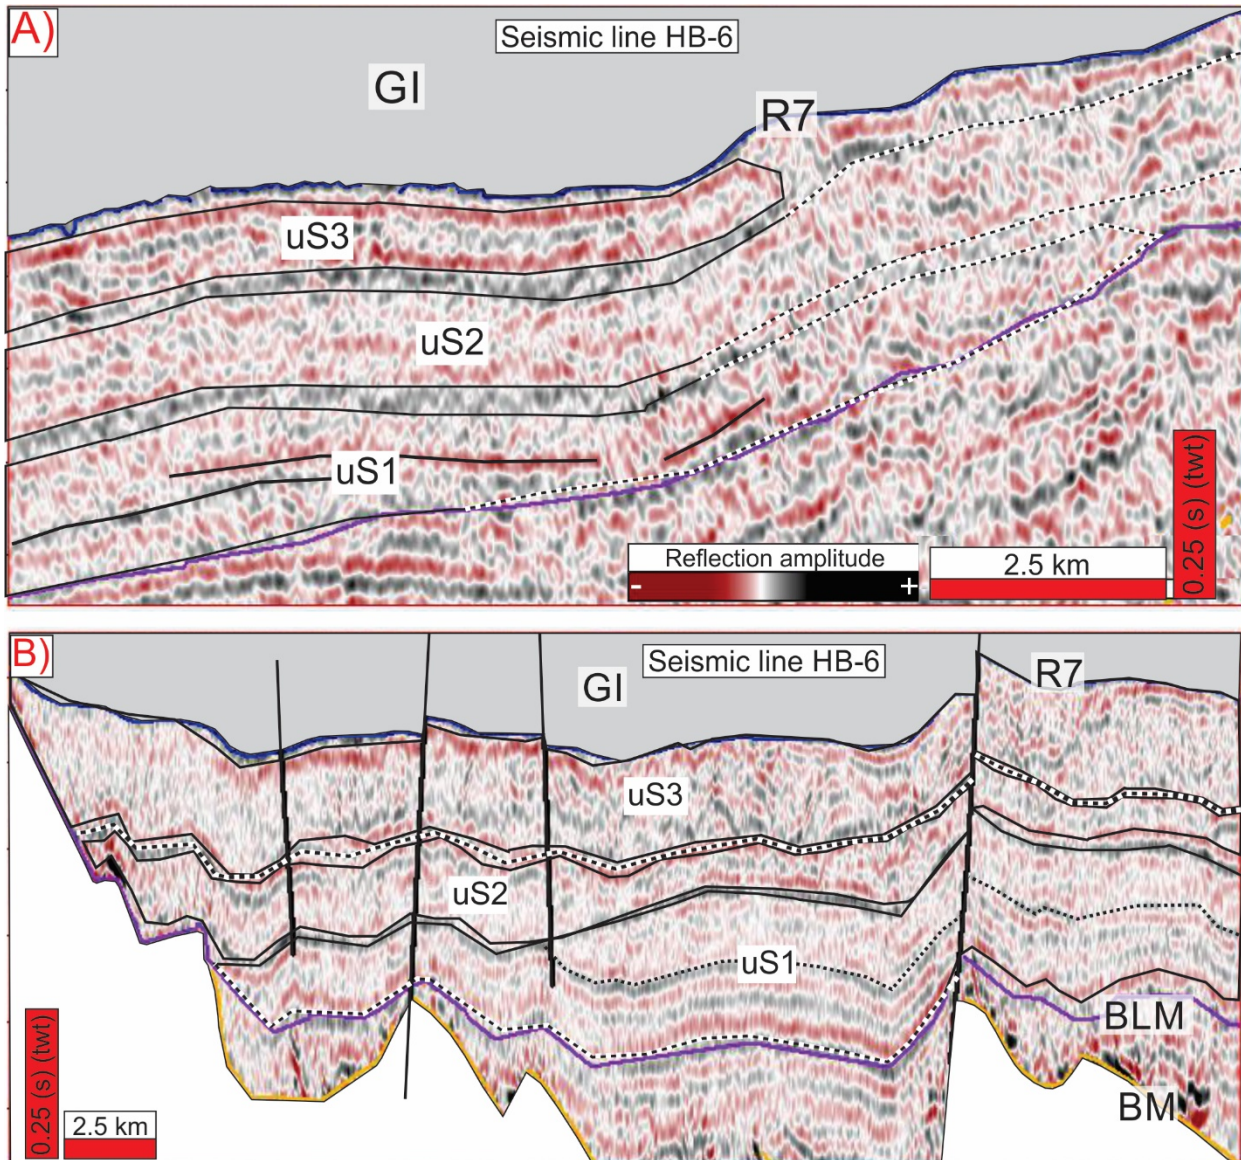 A)
Seismic line HB-6
GI
R7
uS3
uS2
uS1
Reflection amplitude
- +
2.5 km
0.25 (s) (twt)
B)
Seismic line HB-6
GI
R7
uS3
uS2
uS1
BLM
BM
0.25 (s) (twt)
2.5 km